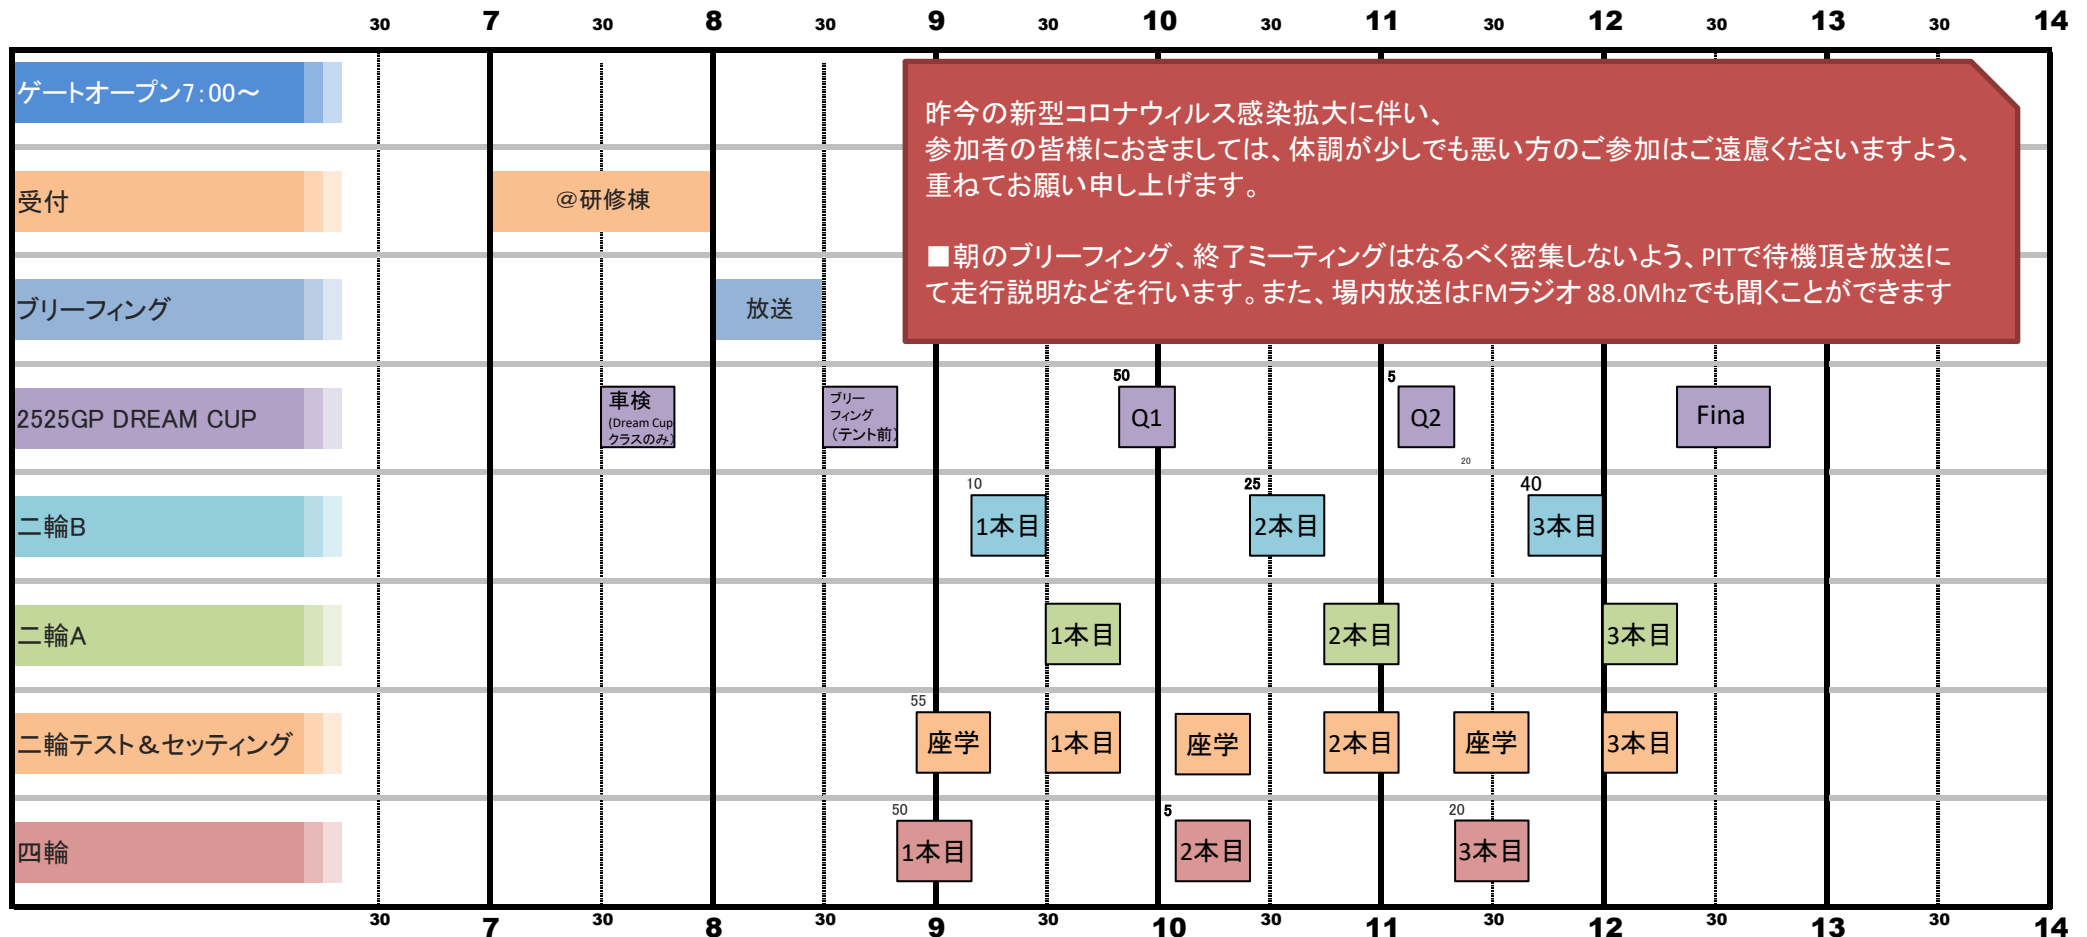 30 7 30 8 30 9 30 10 30 11 30 12 30 13 30 14
ゲートオープン7:00～
昨今の新型コロナウィルス感染拡大に伴い、
参加者の皆様におきましては、体調が少しでも悪い方のご参加はご遠慮くださいますよう、
重ねてお願い申し上げます。
■朝のブリーフィング、終了ミーティングはなるべく密集しないよう、PITで待機頂き放送に
て走行説明などを行います。また、場内放送はFMラジオ 88.0Mhzでも聞くことができます
受付
＠研修棟
ブリーフィング
放送
2525GP DREAM CUP
車検
(Dream Cup
クラスのみ)
ブリー
フィング
(テント前)
50
Q1
5
Q2
20
Fina
二輪B
10
1本目
25
2本目
40
3本目
二輪A
1本目
2本目
3本目
二輪テスト＆セッティング
55
座学
1本目
座学
2本目
座学
3本目
四輪
50
1本目
5
2本目
20
3本目
30 7 30 8 30 9 30 10 30 11 30 12 30 13 30 14